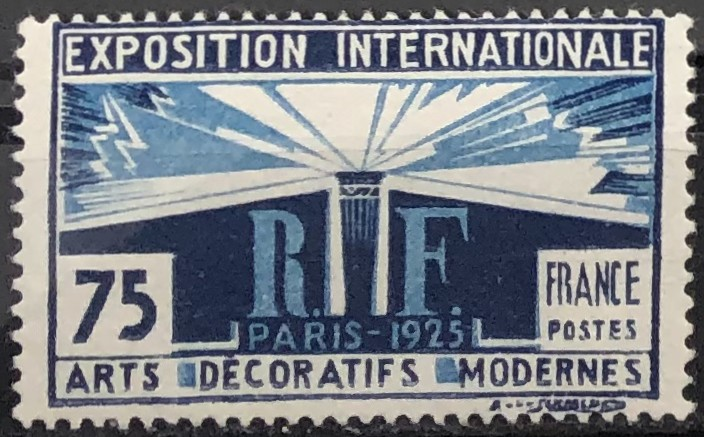 EXPOSITION INTERNATIONALE
R. F.
75
FRANCE
POSTES
PARIS-1925
ARTS DÉCORATIFS MODERNES